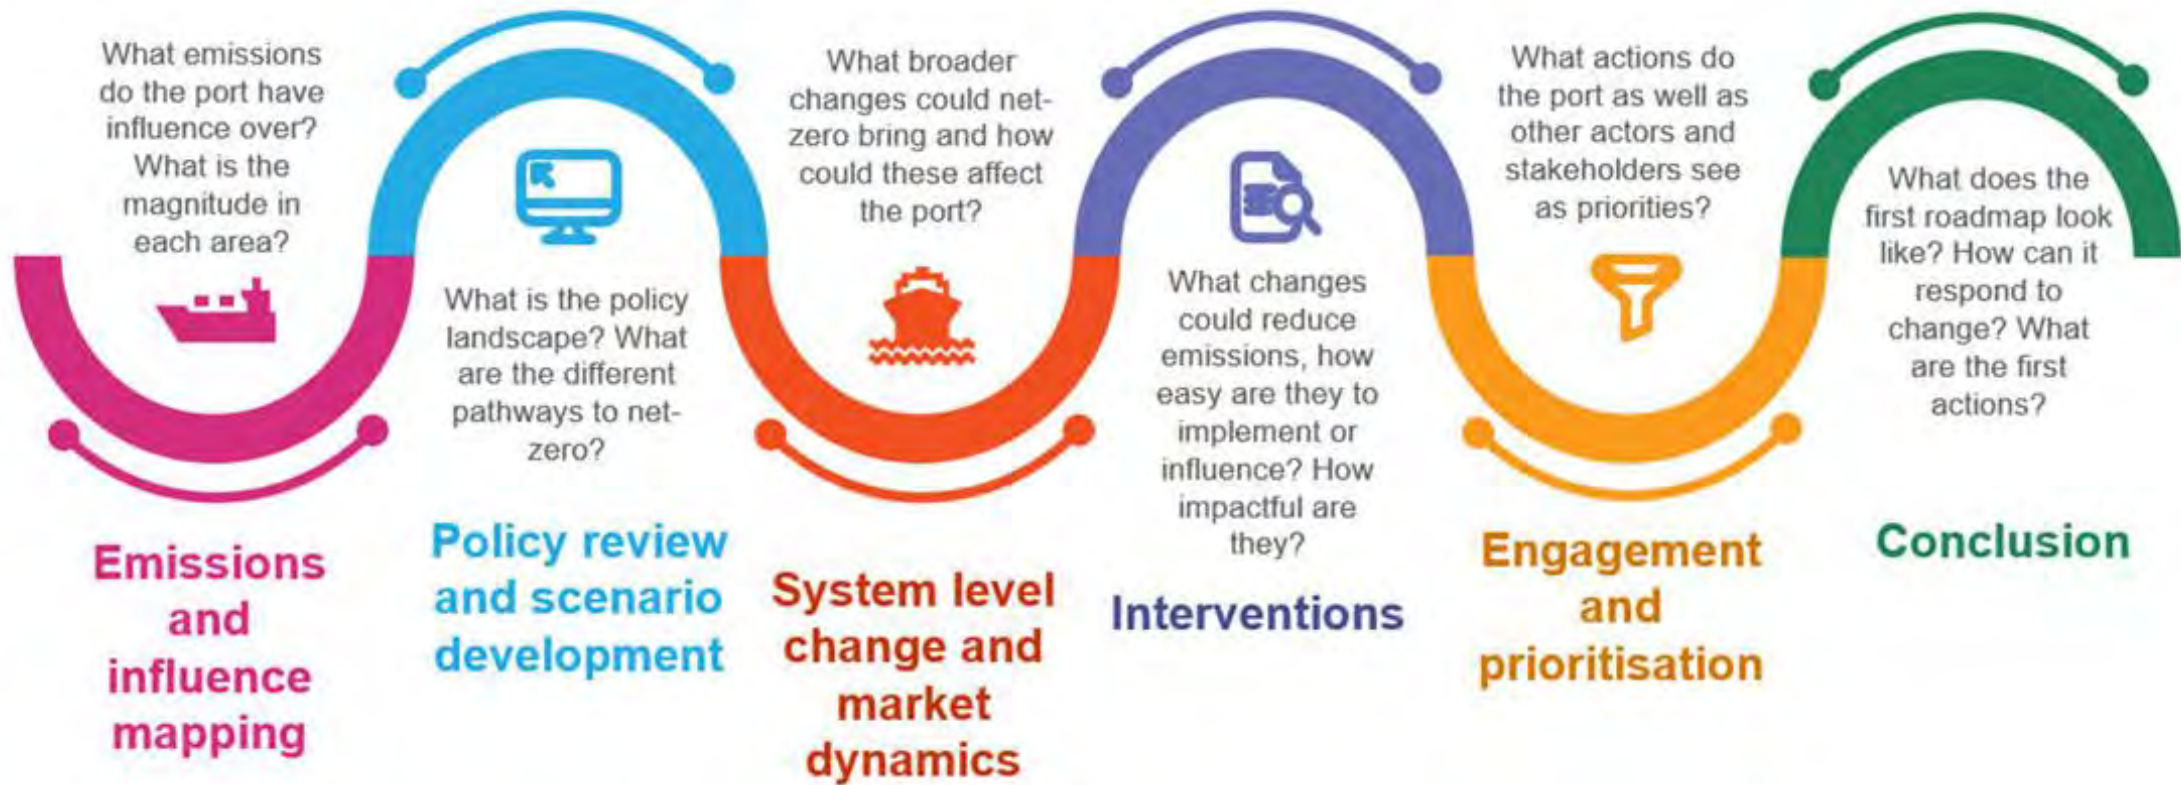 What emissions
do the port have
influence over?
What is the
magnitude in
each area?
Emissions
and
influence
mapping
What is the policy
landscape? What
are the different
pathways to net-
zero?
Policy review
and scenario
development
What broader
changes could net-
zero bring and how
could these affect
the port?
System level
change and
market
dynamics
What changes
could reduce
emissions, how
easy are they to
implement or
influence? How
impactful are
they?
Interventions
What actions do
the port as well as
other actors and
stakeholders see
as priorities?
Engagement
and
prioritisation
What does the
first roadmap look
like? How can it
respond to
change? What
are the first
actions?
Conclusion